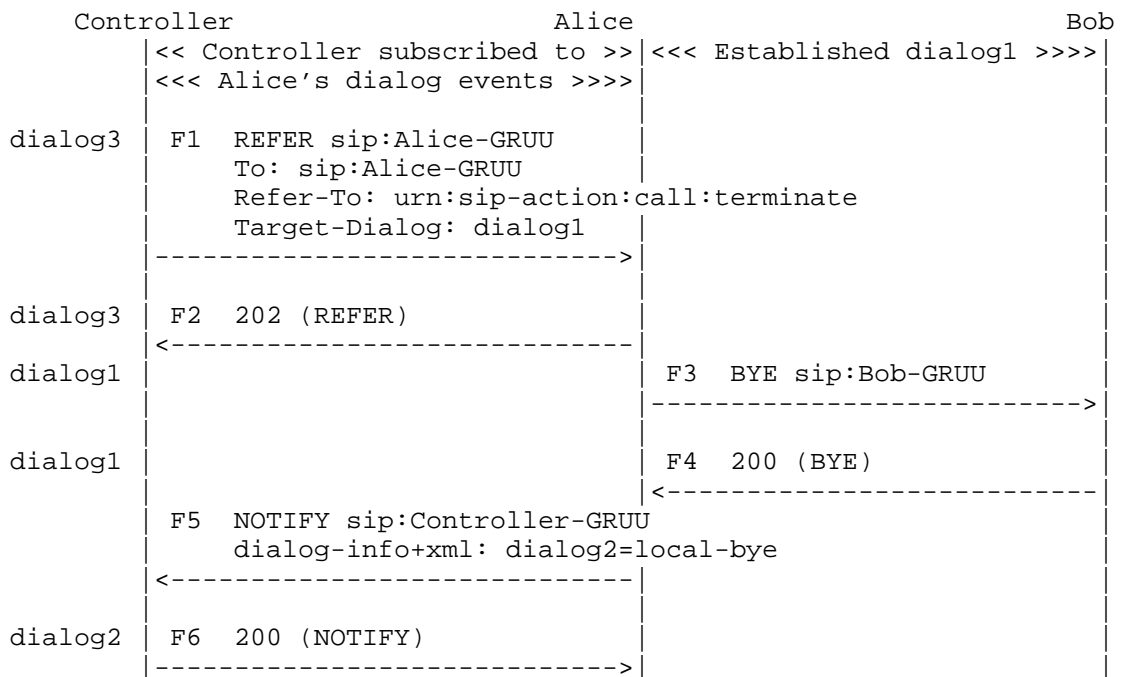 Controller Alice Bob
|<< Controller subscribed to >>|<<< Established dialog1 >>>>|
|<<< Alice's dialog events >>>>|
dialog3 | F1 REFER sip:Alice-GRUU
To: sip:Alice-GRUU
Refer-To: urn:sip-action:call:terminate
Target-Dialog: dialog1
|----------------------------->|
dialog3 | F2 202 (REFER)
|<-----------------------------|
dialog1 | F3 BYE sip:Bob-GRUU
|--------------------------->|
dialog1 | F4 200 (BYE)
|<---------------------------|
F5 NOTIFY sip:Controller-GRUU
dialog-info+xml: dialog2=local-bye
|<-----------------------------|
dialog2 | F6 200 (NOTIFY)
|----------------------------->|